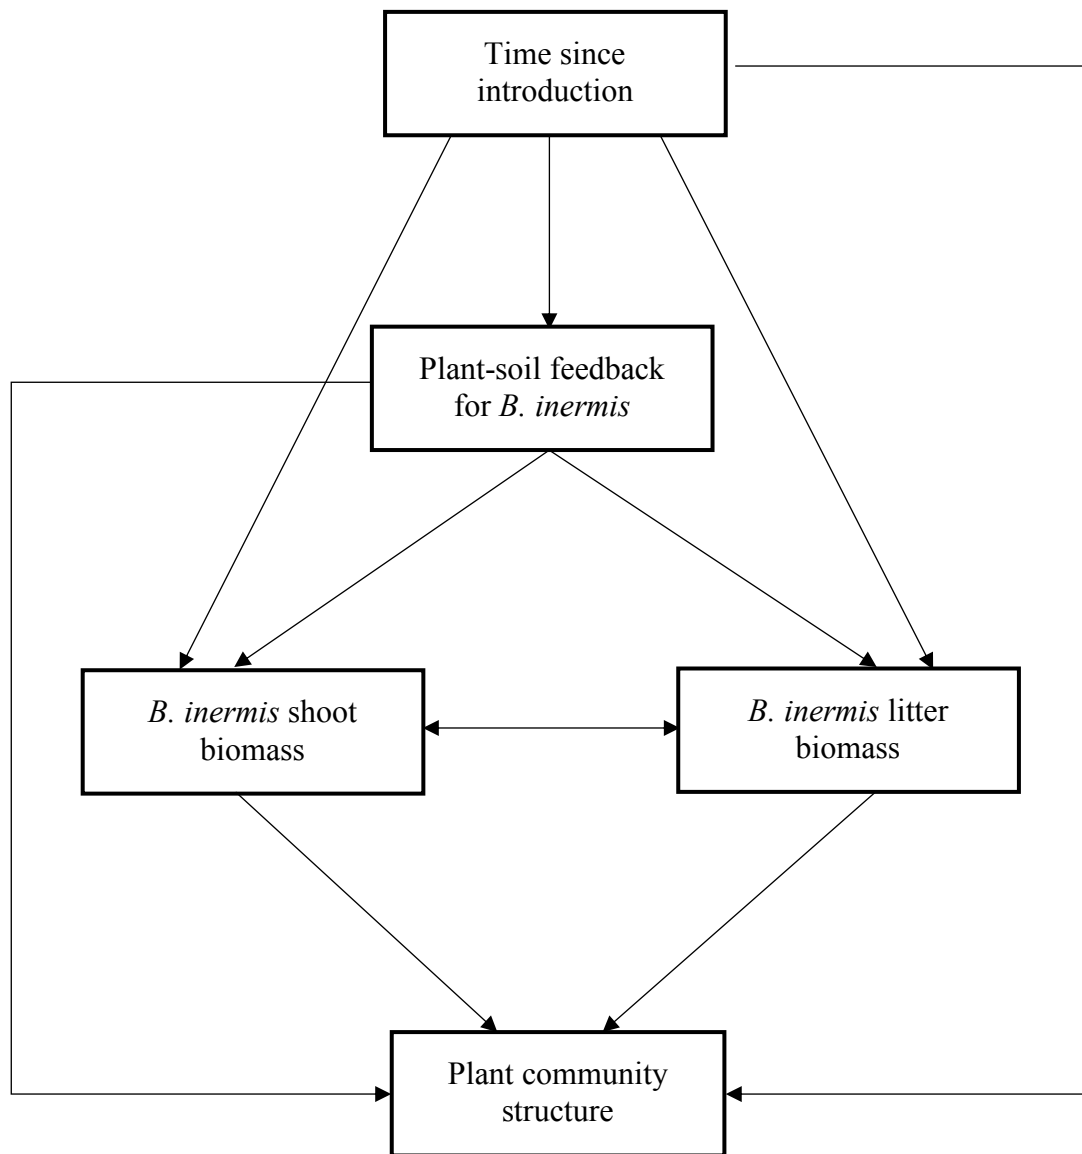 Time since
introduction
Plant-soil feedback
for B. inermis
B. inermis shoot
biomass
B. inermis litter
biomass
Plant community
structure